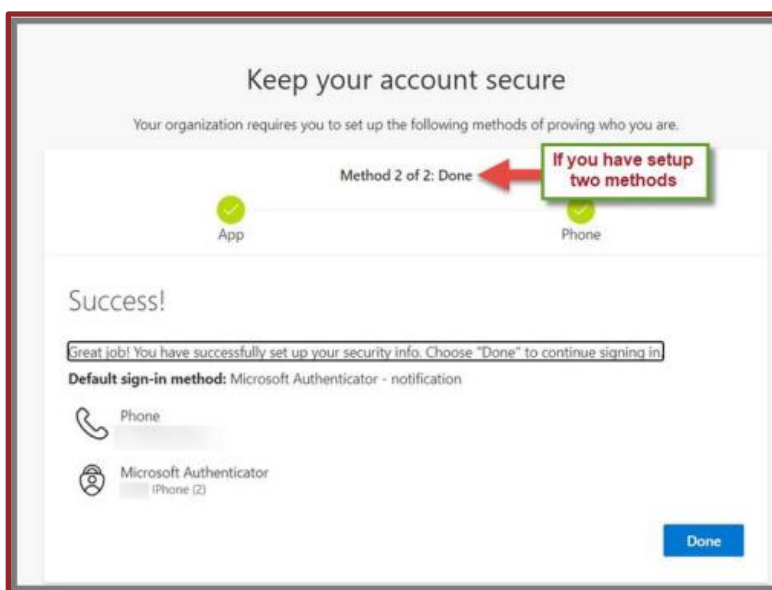 Keep your account secure
Your organization requires you to set up the following methods of proving who you are.
Method 2 of 2: Done
If you have setup
two methods
App
Phone
Success!
Great job! You have successfully set up your security info. Choose "Done" to continue signing in.
Default sign-in method: Microsoft Authenticator - notification
Phone
Microsoft Authenticator
iPhone (2)
Done